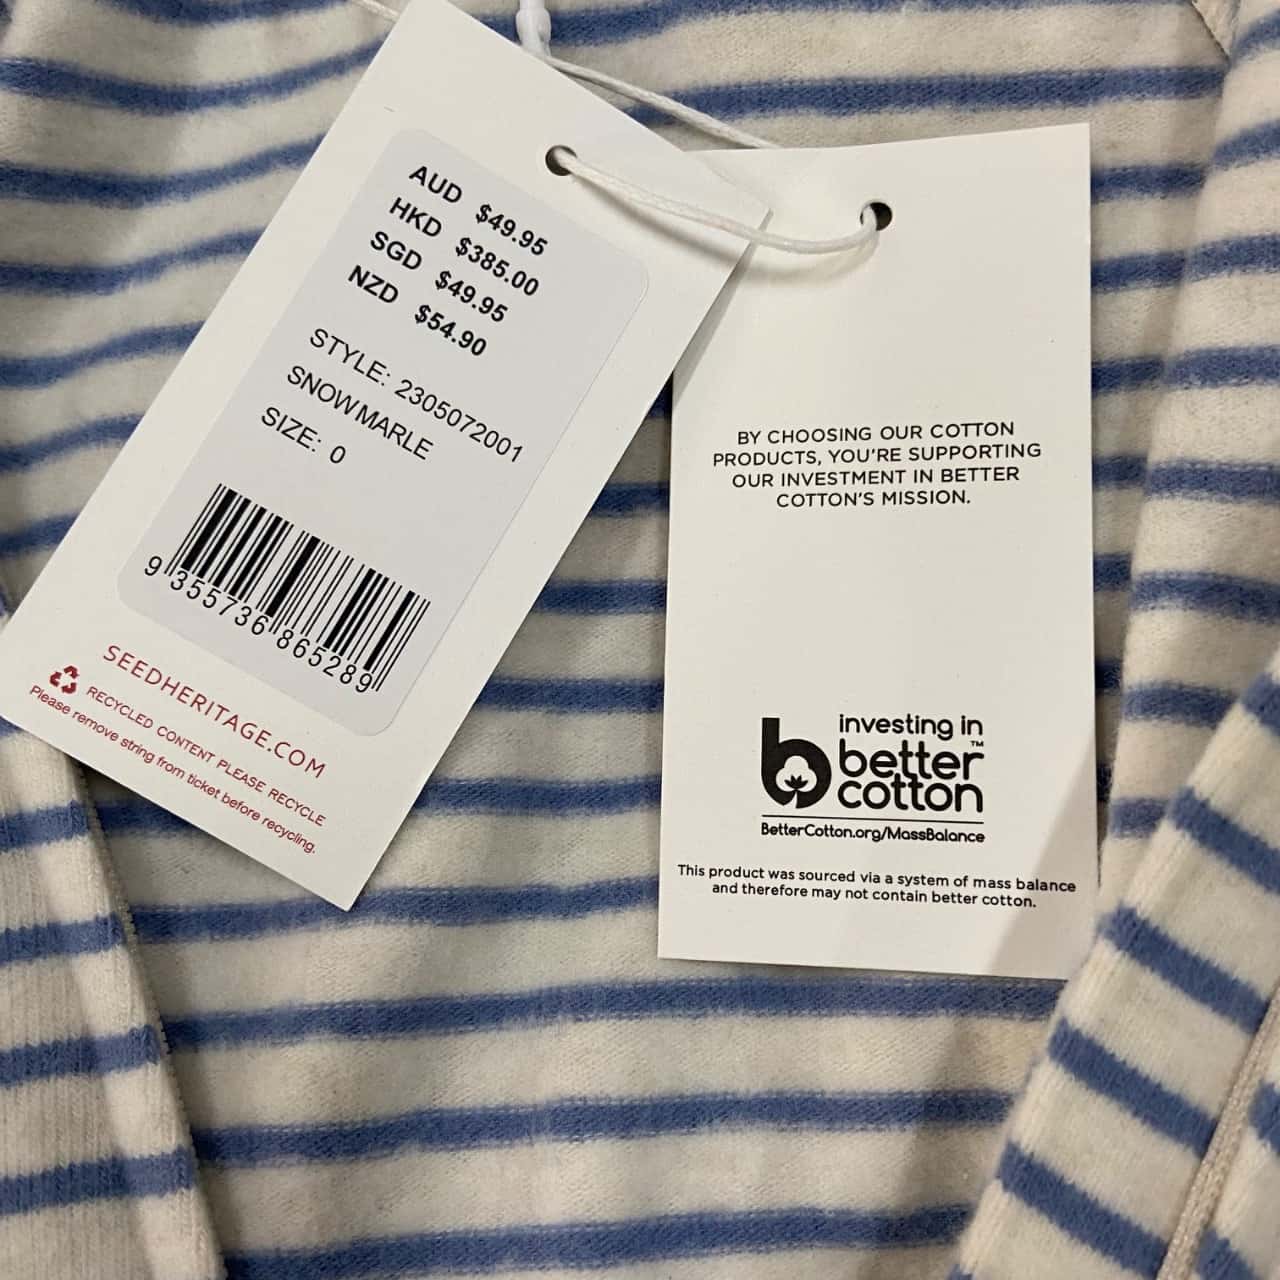 AUD $49.95
HKD $385.00
SGD $49.95
NZD $54.90
STYLE: 2305072001
SNOW MARLE
SIZE: 0
9 355736 865289
SEEDHERITAGE.COM
RECYCLED CONTENT PLEASE RECYCLE
Please remove string from ticket before recycling.
BY CHOOSING OUR COTTON
PRODUCTS, YOU'RE SUPPORTING
OUR INVESTMENT IN BETTER
COTTON'S MISSION.
investing in
better™
cotton
BetterCotton.org/MassBalance
This product was sourced via a system of mass balance
and therefore may not contain better cotton.